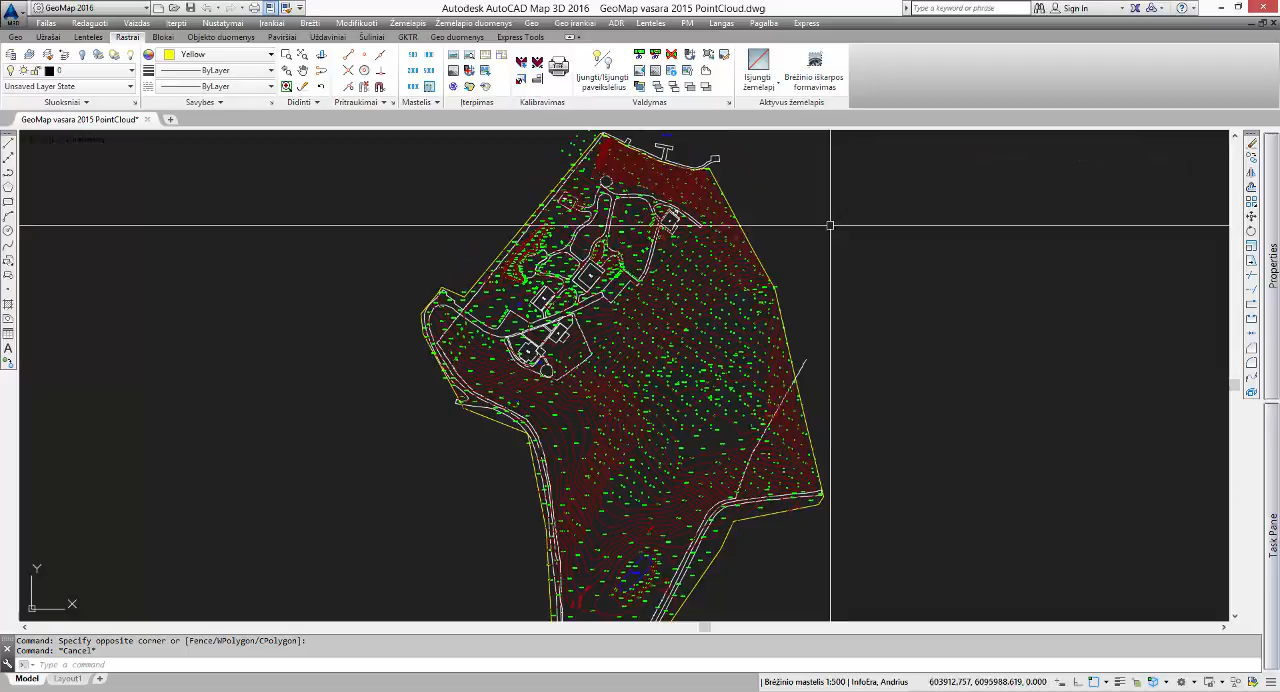 GeoMap 2016
Autodesk AutoCAD Map 3D 2016    GeoMap vasara 2015 PointCloud.dwg
Type a keyword or phrase
Sign In
Failas Redaguoti Vaizdas Įterpti Nustatymai Įrankiai Brėžti Modifikuoti Žemėlapis Žemėlapio duomenys Geo Geo įrankiai ADR Lentelės PM Langas Pagalba Express
Geo Užrašai Lentelės Rastrai Blokai Objekto duomenys Paviršiai Uždaviniai Šuliniai GKTR Geo duomenys Express Tools
Yellow
ByLayer
ByLayer
0
Unsaved Layer State
Įjungti/Išjungti paveikslėlius
Išjungti žemėlapį
Brėžinio iškarpos formavimas
Sluoksniai Savybės Didinti Pritraukimai Mastelis Įterpimas Kalibravimas Valdymas Aktyvus žemėlapis
GeoMap vasara 2015 PointCloud*
Properties
Task Pane
Y
X
Command: Specify opposite corner or [Fence/WPolygon/CPolygon]:
Command: *Cancel*
Type a command
Model Layout1
Brėžinio mastelis 1:500 | InfoEra, Andrius
603912.757, 6095988.619, 0.000